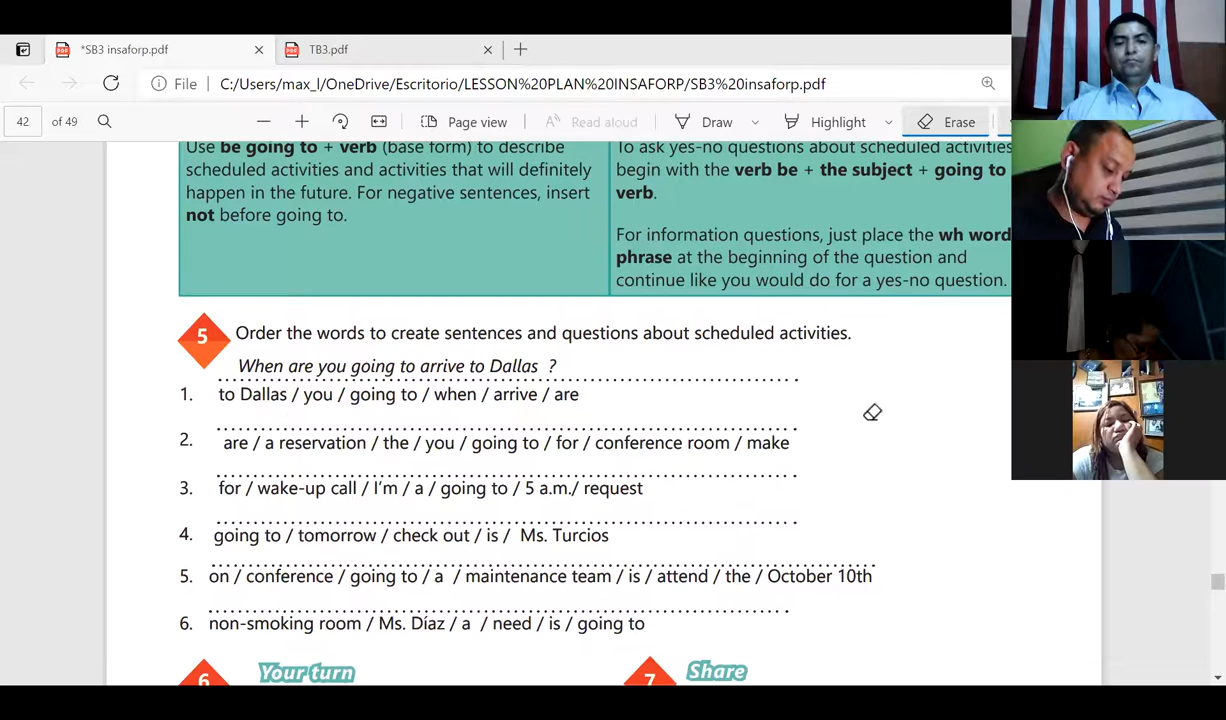 *SB3 insaforp.pdf
TB3.pdf
File
C:/Users/max_l/OneDrive/Escritorio/LESSON%20PLAN%20INSAFORP/SB3%20insaforp.pdf
42
of 49
Page view
Read aloud
Draw
Highlight
Erase
Use be going to + verb (base form) to describe
scheduled activities and activities that will definitely
happen in the future. For negative sentences, insert
not before going to.
To ask yes-no questions about scheduled activities
begin with the verb be + the subject + going to
verb.
For information questions, just place the wh word
phrase at the beginning of the question and
continue like you would do for a yes-no question.
5
Order the words to create sentences and questions about scheduled activities.
When are you going to arrive to Dallas ?
1. to Dallas / you / going to / when / arrive / are
2. are / a reservation / the / you / going to / for / conference room / make
3. for / wake-up call / I'm / a / going to / 5 a.m./ request
4. going to / tomorrow / check out / is / Ms. Turcios
5. on / conference / going to / a / maintenance team / is / attend / the / October 10th
6. non-smoking room / Ms. Díaz / a / need / is / going to
6
Your turn
7
Share